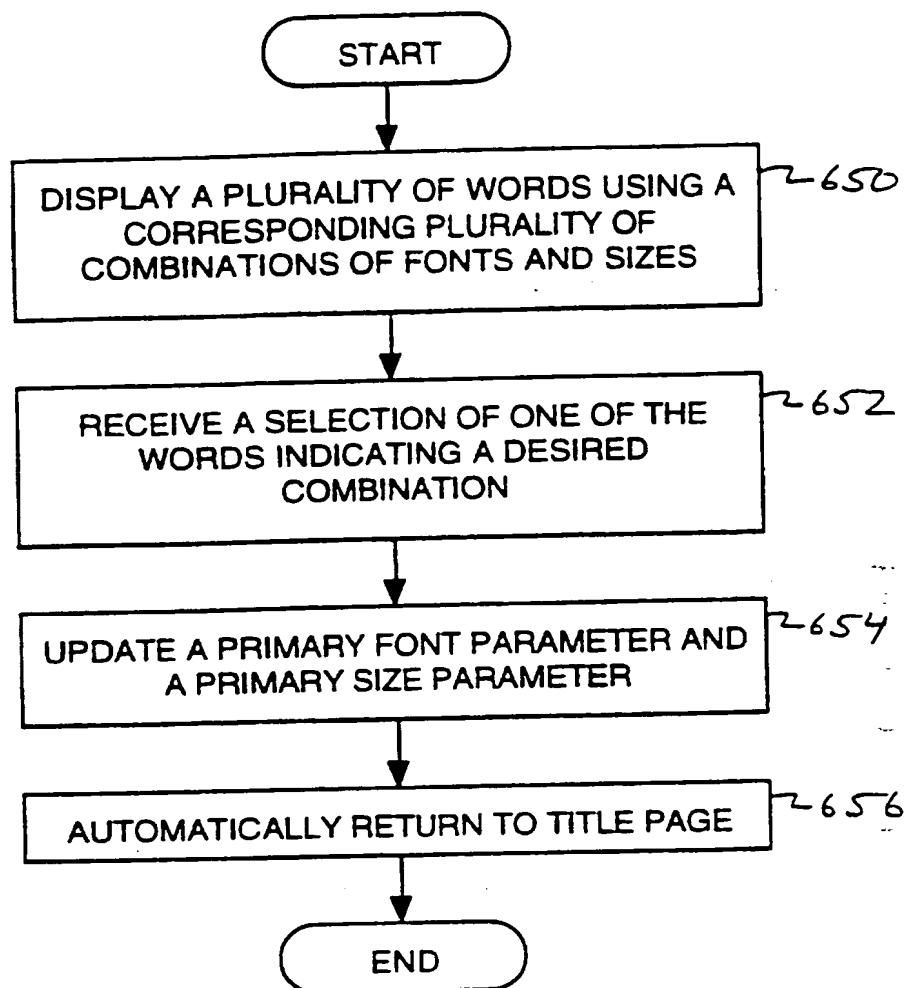 START
DISPLAY A PLURALITY OF WORDS USING A
CORRESPONDING PLURALITY OF
COMBINATIONS OF FONTS AND SIZES
650
RECEIVE A SELECTION OF ONE OF THE
WORDS INDICATING A DESIRED
COMBINATION
652
UPDATE A PRIMARY FONT PARAMETER AND
A PRIMARY SIZE PARAMETER
654
AUTOMATICALLY RETURN TO TITLE PAGE
656
END